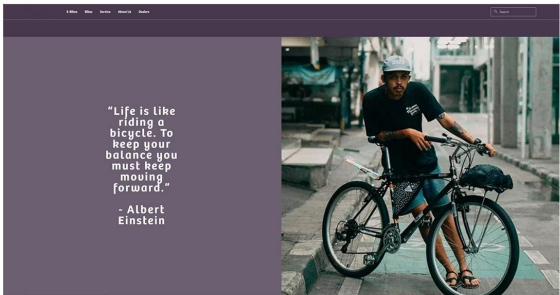 E-Bikes Bikes Service About Us Dealers
Search
“Life is like
riding a
bicycle. To
keep your
balance you
must keep
moving
forward.”
- Albert
Einstein